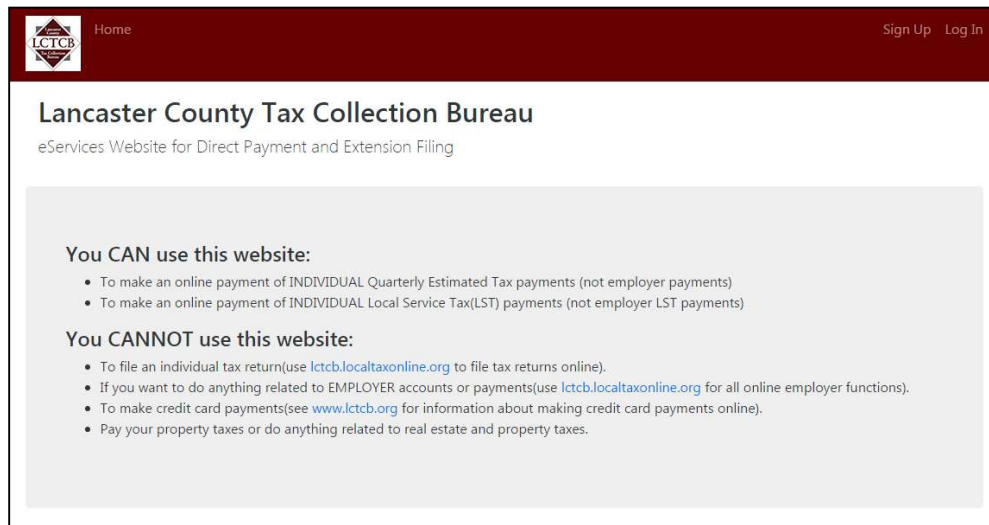 Home
Sign Up Log In
Lancaster
County
LCTCB
Tax Collection
Bureau
Lancaster County Tax Collection Bureau
eServices Website for Direct Payment and Extension Filing
You CAN use this website:
• To make an online payment of INDIVIDUAL Quarterly Estimated Tax payments (not employer payments)
• To make an online payment of INDIVIDUAL Local Service Tax(LST) payments (not employer LST payments)
You CANNOT use this website:
• To file an individual tax return(use lctcb.localtaxonline.org to file tax returns online).
• If you want to do anything related to EMPLOYER accounts or payments(use lctcb.localtaxonline.org for all online employer functions).
• To make credit card payments(see www.lctcb.org for information about making credit card payments online).
• Pay your property taxes or do anything related to real estate and property taxes.